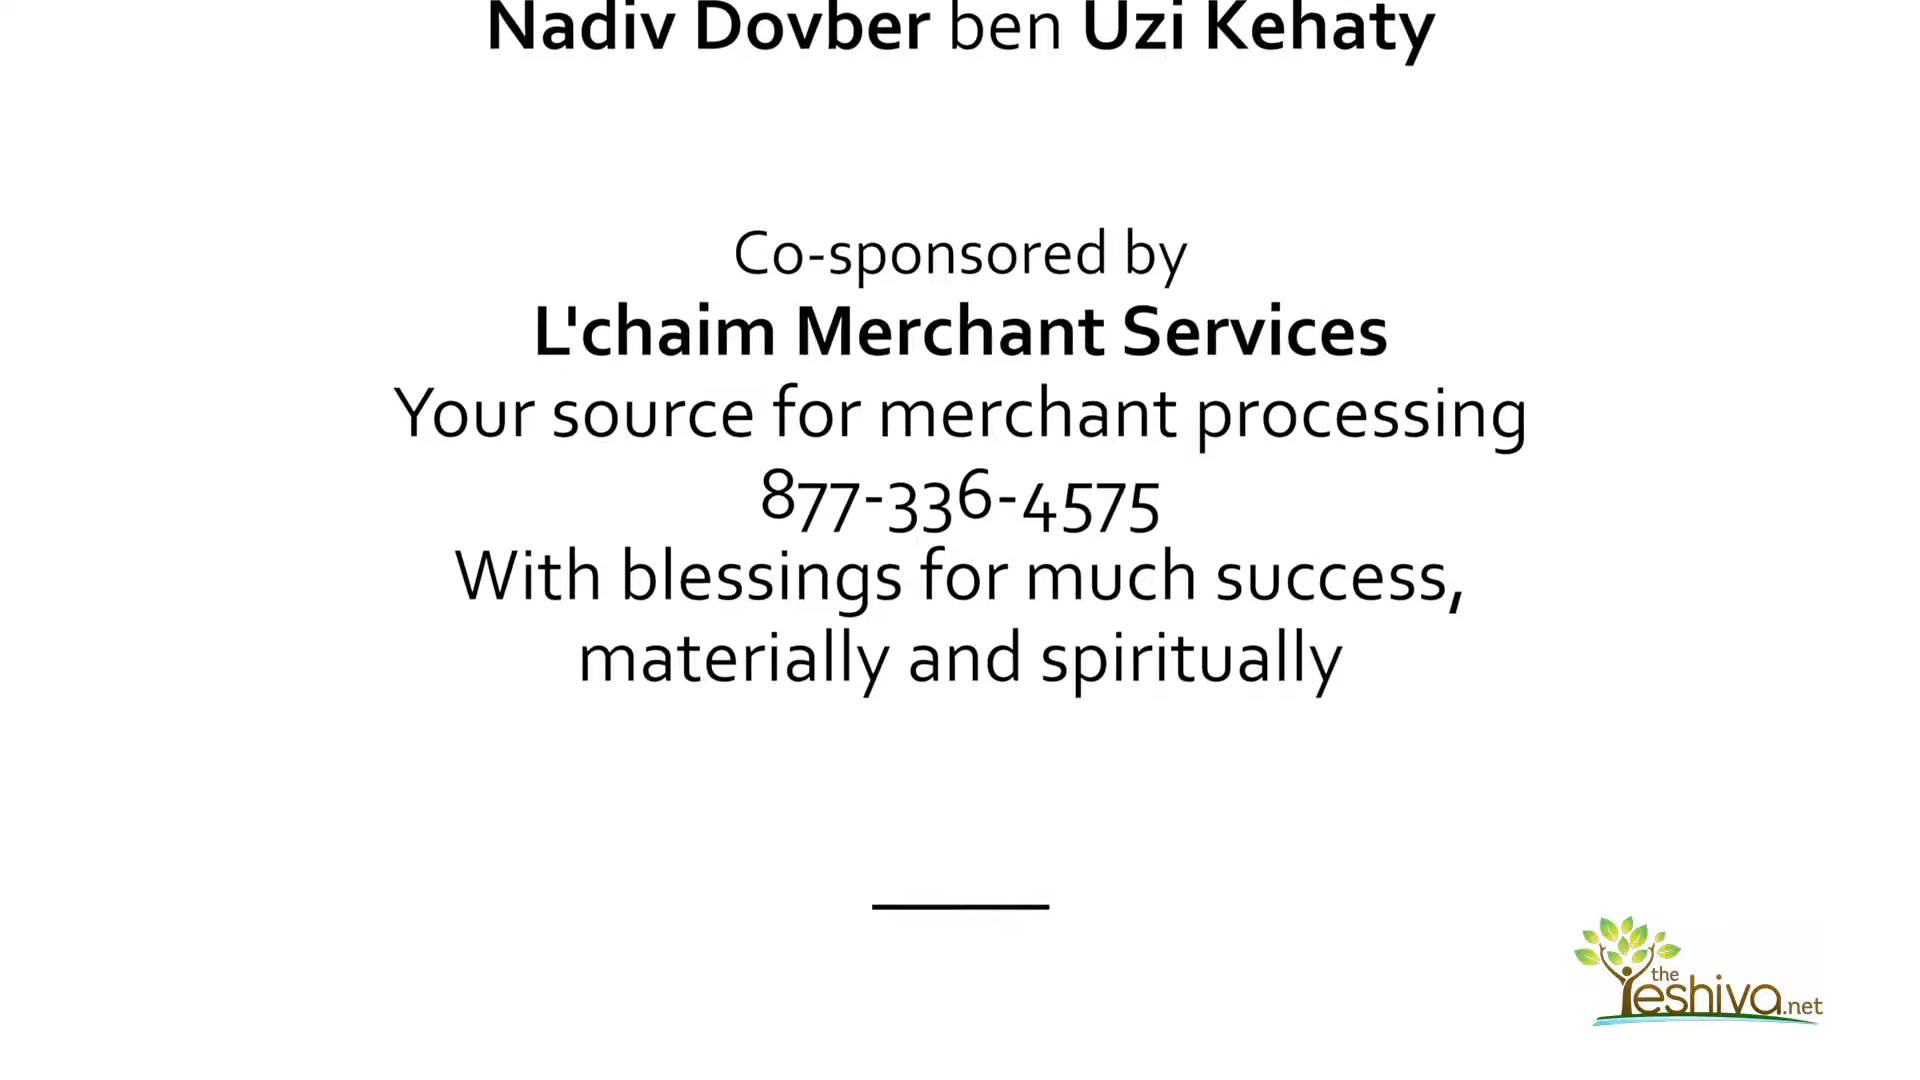 Nadiv Dovber ben Uzi Kehaty
Co-sponsored by
L'chaim Merchant Services
Your source for merchant processing
877-336-4575
With blessings for much success,
materially and spiritually
the
Yeshiva.net